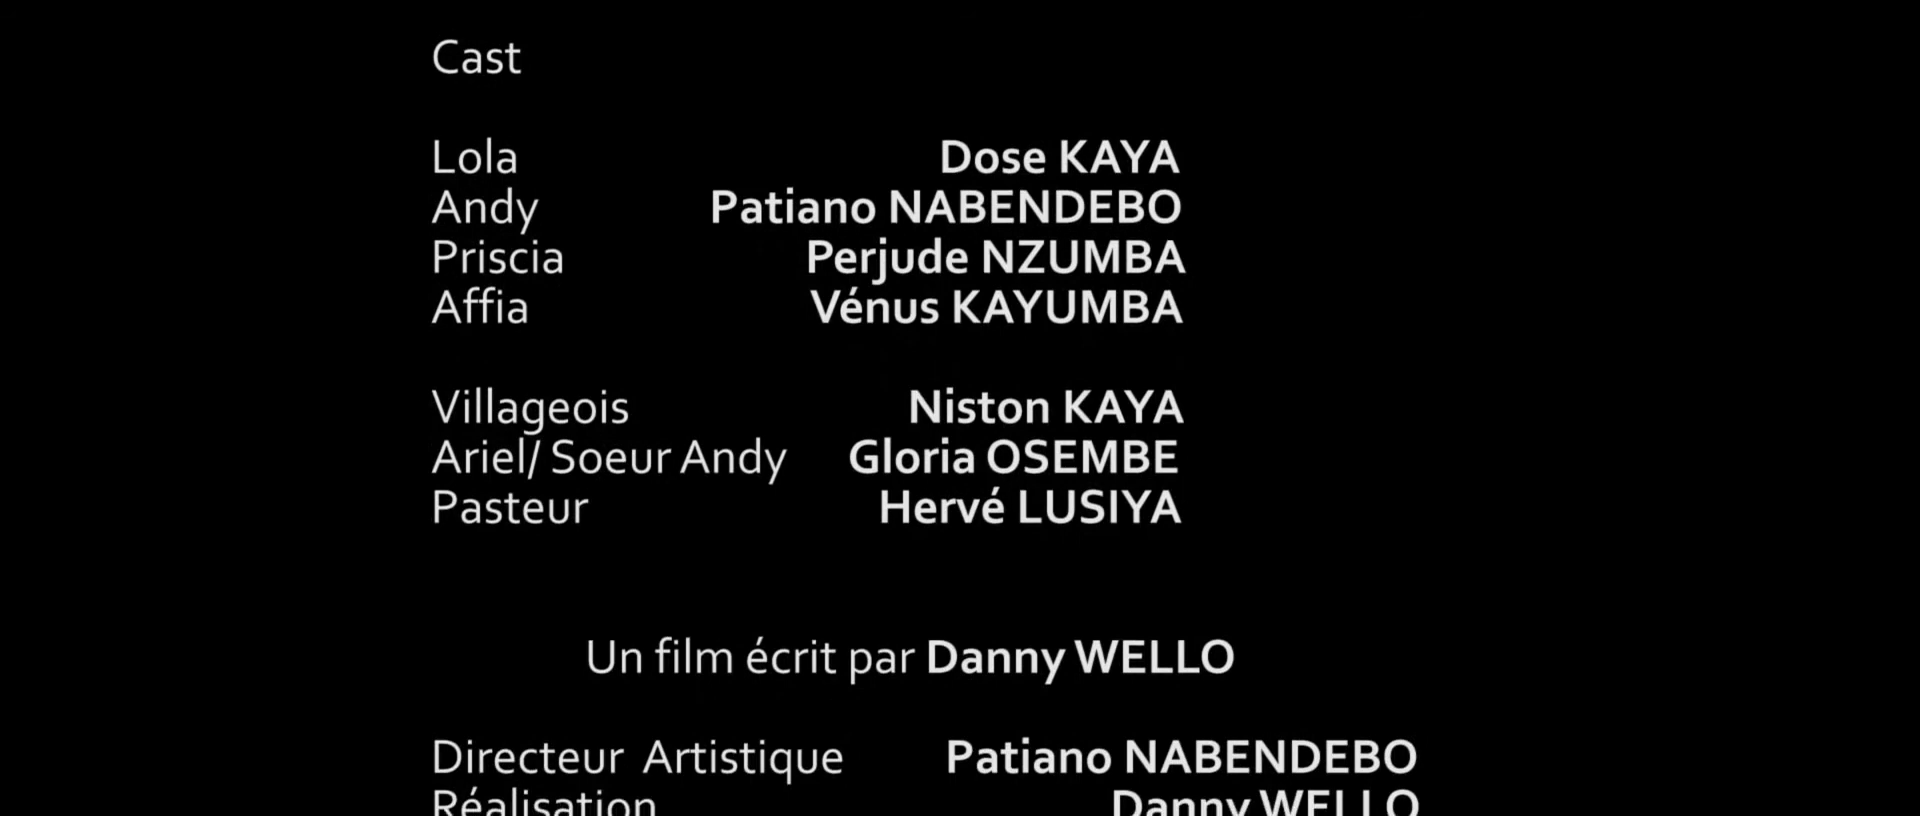 Cast
Lola Dose KAYA
Andy Patiano NABENDEBO
Priscia Perjude NZUMBA
Affia Vénus KAYUMBA
Villageois Niston KAYA
Ariel/ Soeur Andy Gloria OSEMBE
Pasteur Hervé LUSIYA
Un film écrit par Danny WELLO
Directeur Artistique Patiano NABENDEBO
Réalisation Danny WELLO